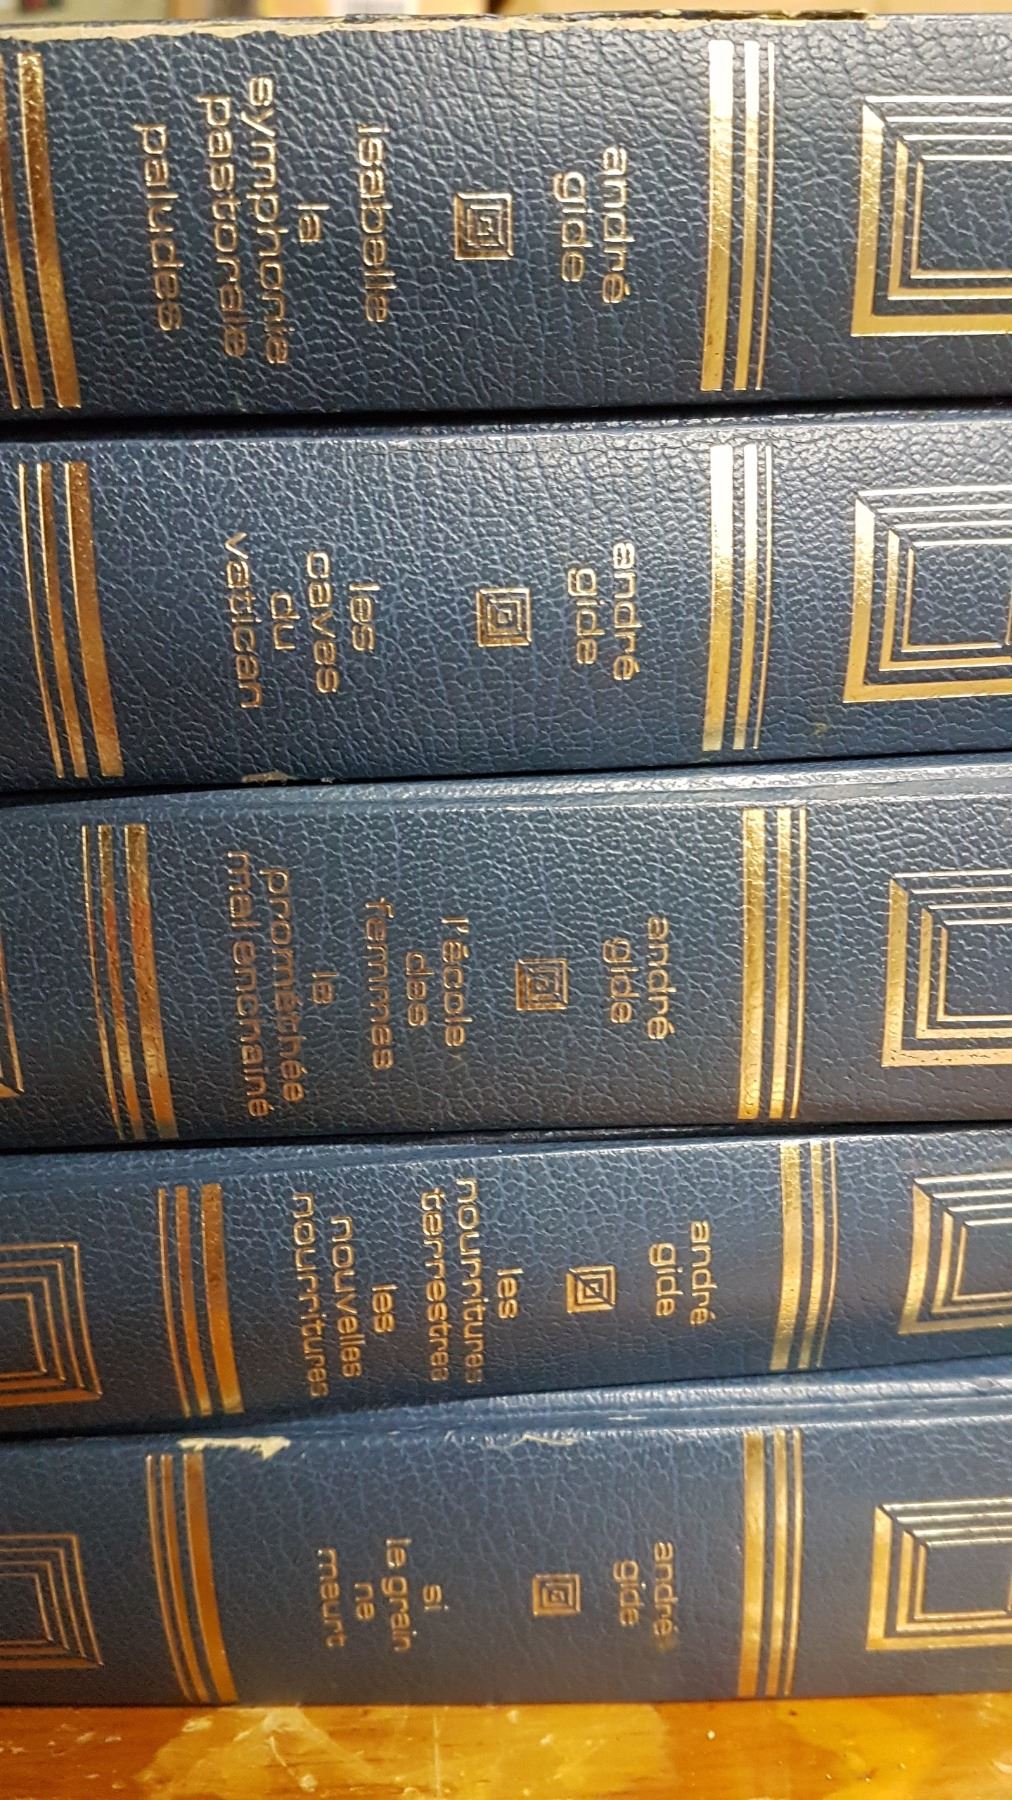 andré
gide
isabelle
la
symphonie
pastorale
paludes
andré
gide
les
caves
du
vatican
andré
gide
l'école
des
femmes
le
prométhée
mal enchaîné
andré
gide
les
nourritures
terrestres
les
nouvelles
nourritures
andré
gide
si
le grain
ne
meurt